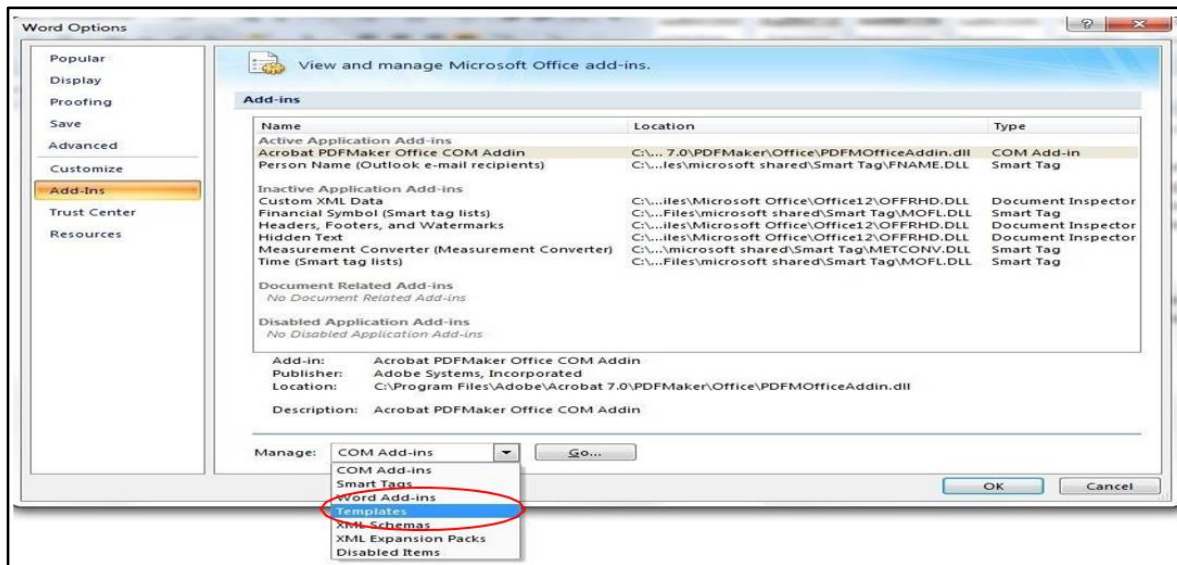 Word Options
Popular
Display
Proofing
Save
Advanced
Customize
Add-Ins
Trust Center
Resources
View and manage Microsoft Office add-ins.
Add-ins
Name Location Type
Active Application Add-ins
Acrobat PDFMaker Office COM Addin C:\... 7.0\PDFMaker\Office\PDFMOfficeAddin.dll COM Add-in
Person Name (Outlook e-mail recipients) C:\...les\microsoft shared\Smart Tag\FNAME.DLL Smart Tag
Inactive Application Add-ins
Custom XML Data C:\...iles\Microsoft Office\Office12\OFFRHD.DLL Document Inspector
Financial Symbol (Smart tag lists) C:\...Files\microsoft shared\Smart Tag\MOFL.DLL Smart Tag
Headers, Footers, and Watermarks C:\...iles\Microsoft Office\Office12\OFFRHD.DLL Document Inspector
Hidden Text C:\...iles\Microsoft Office\Office12\OFFRHD.DLL Document Inspector
Measurement Converter (Measurement Converter) C:\...\microsoft shared\Smart Tag\METCONV.DLL Smart Tag
Time (Smart tag lists) C:\...Files\microsoft shared\Smart Tag\MOFL.DLL Smart Tag
Document Related Add-ins
No Document Related Add-ins
Disabled Application Add-ins
No Disabled Application Add-ins
Add-in: Acrobat PDFMaker Office COM Addin
Publisher: Adobe Systems, Incorporated
Location: C:\Program Files\Adobe\Acrobat 7.0\PDFMaker\Office\PDFMOfficeAddin.dll
Description: Acrobat PDFMaker Office COM Addin
Manage: COM Add-ins Go...
COM Add-ins
Smart Tags
Word Add-ins
Templates
XML Schemas
XML Expansion Packs
Disabled Items
OK Cancel